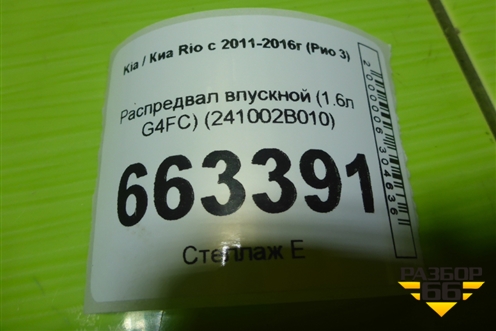 Kia / Киа Rio с 2011-2016г (Рио 3)
Распредвал впускной (1.6л
G4FC) (241002B010)
663391
Стеллаж Е
2000006304636
РАЗБОР
66